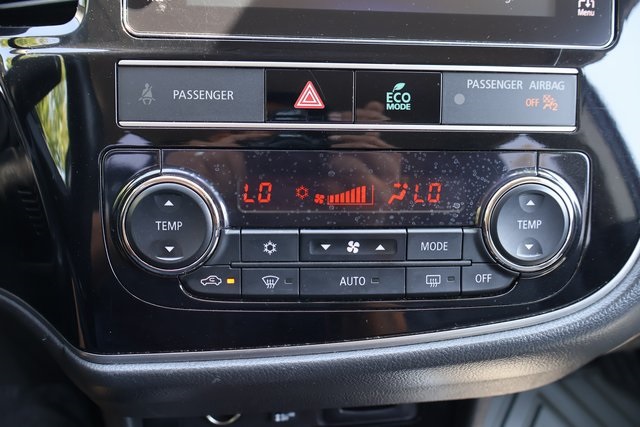 Menu
PASSENGER
ECO
MODE
PASSENGER AIRBAG
OFF
LO
LO
TEMP
TEMP
MODE
AUTO
OFF